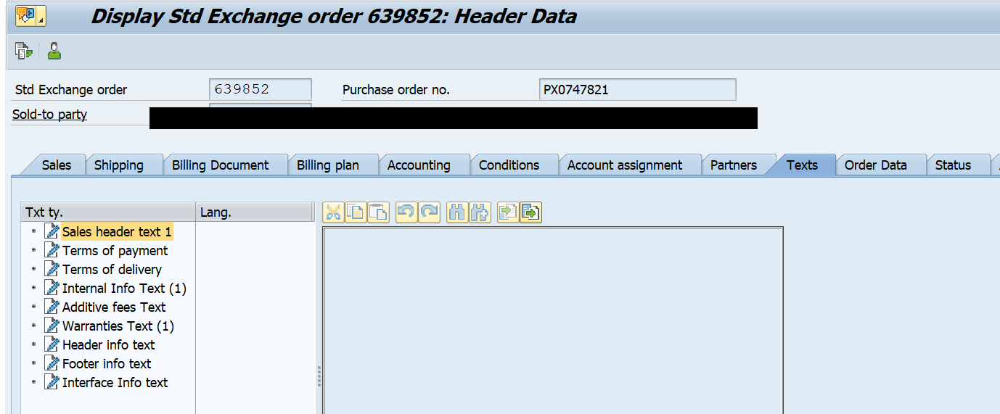 Display Std Exchange order 639852: Header Data
Std Exchange order 639852 Purchase order no. PX0747821
Sold-to party
Sales Shipping Billing Document Billing plan Accounting Conditions Account assignment Partners Texts Order Data Status
Txt ty. Lang.
Sales header text 1
Terms of payment
Terms of delivery
Internal Info Text (1)
Additive fees Text
Warranties Text (1)
Header info text
Footer info text
Interface Info text